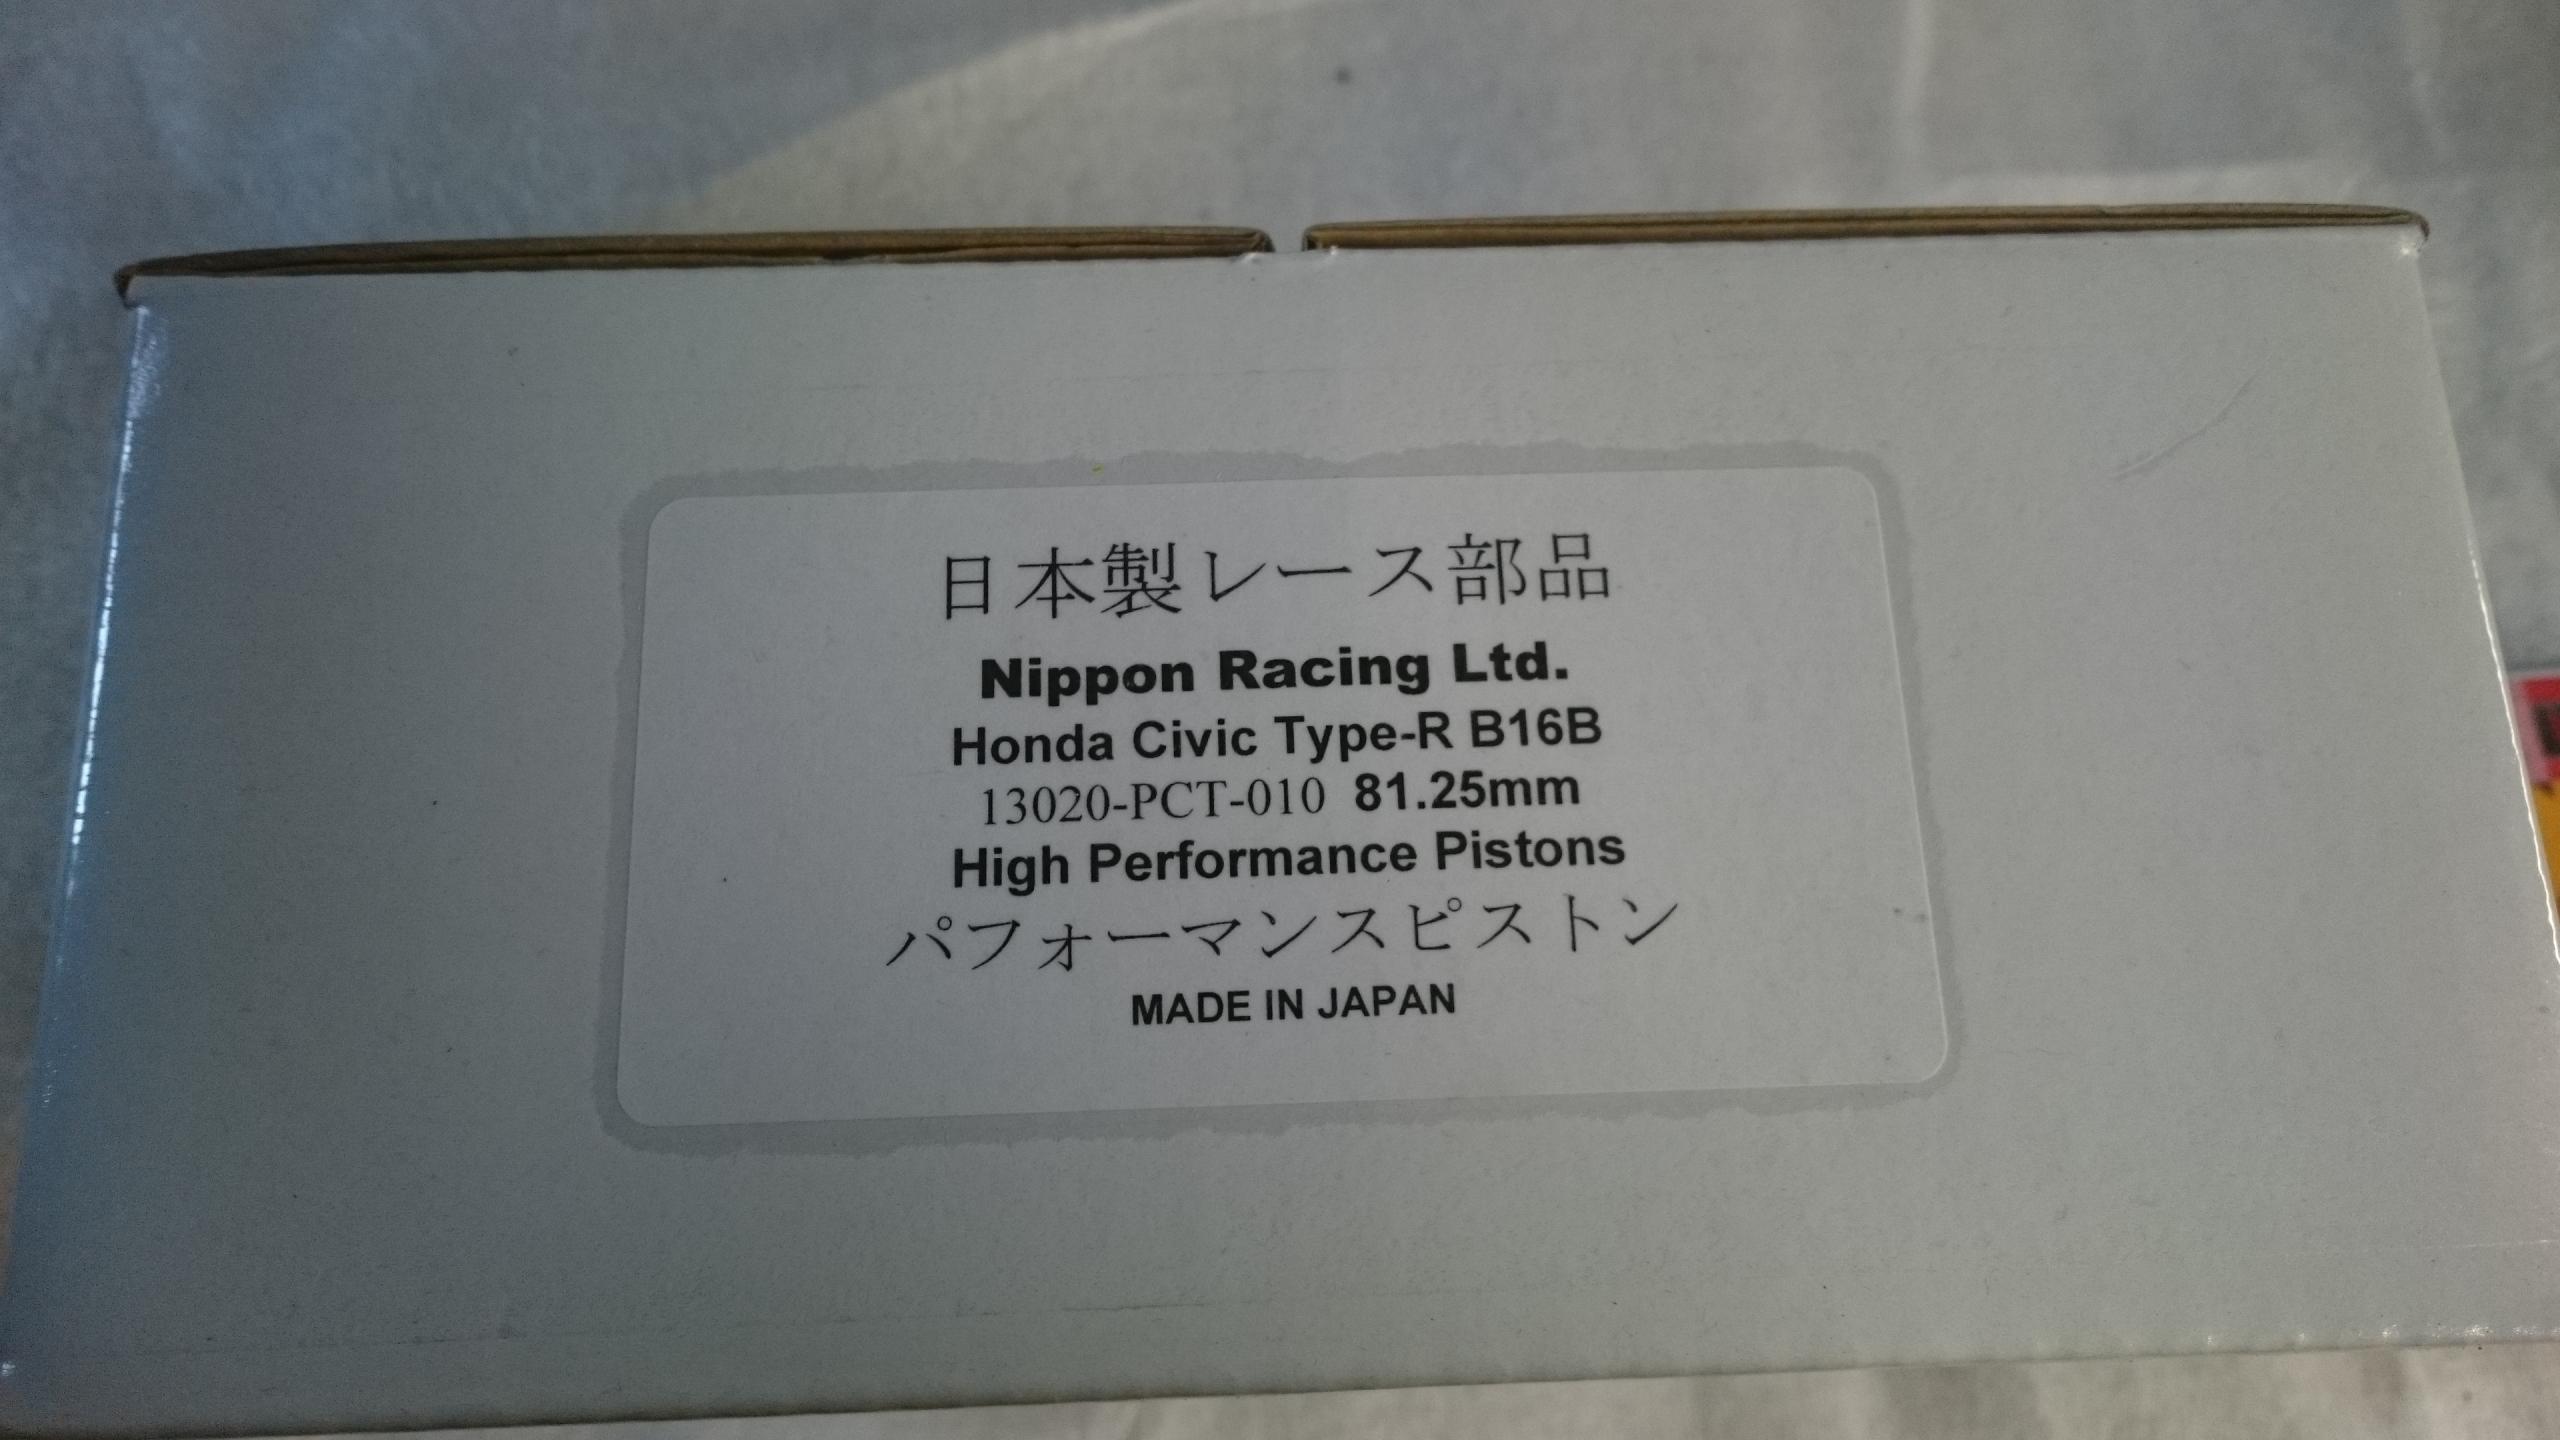 日本製レース部品
Nippon Racing Ltd.
Honda Civic Type-R B16B
13020-PCT-010 81.25mm
High Performance Pistons
パフォーマンスピストン
MADE IN JAPAN